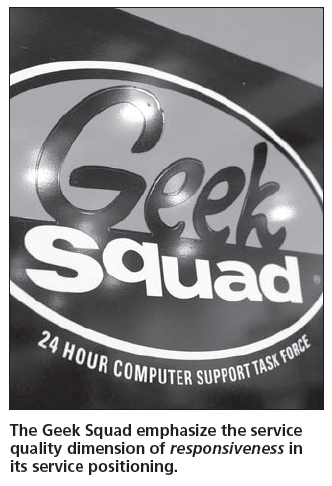 Geek
Squad
®
24 HOUR COMPUTER SUPPORT TASK FORCE
The Geek Squad emphasize the service
quality dimension of responsiveness in
its service positioning.